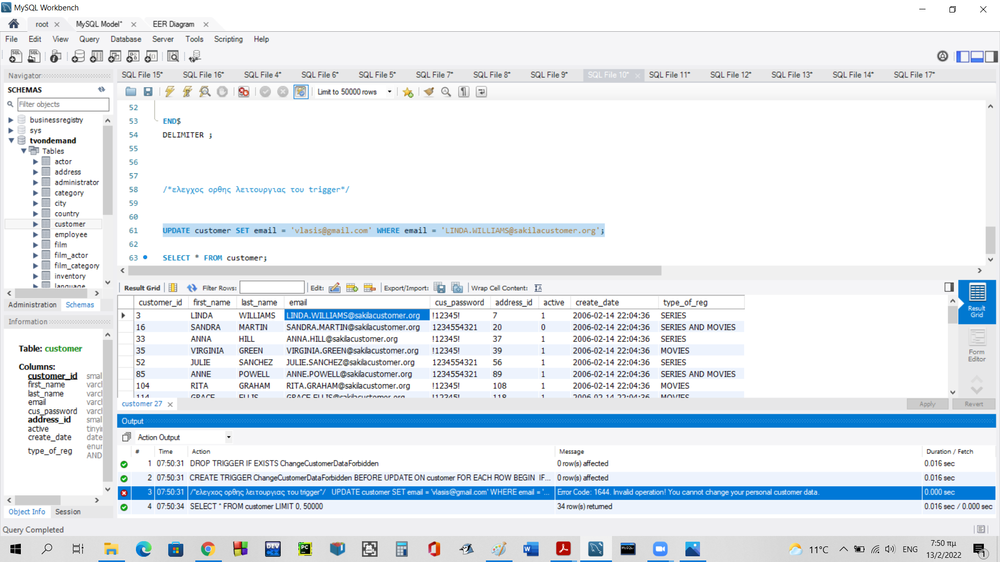 MySQL Workbench
root
MySQL Model*
EER Diagram
File Edit View Query Database Server Tools Scripting Help
Navigator
SQL File 15* SQL File 16* SQL File 4* SQL File 6* SQL File 5* SQL File 7* SQL File 8* SQL File 9* SQL File 10* SQL File 11* SQL File 12* SQL File 13* SQL File 14* SQL File 17*
SCHEMAS
Filter objects
businessregistry
sys
tvondemand
Tables
actor
address
administrator
category
city
country
customer
employee
film
film_actor
film_category
inventory
language
Administration Schemas
Information
Table: customer
Columns:
customer_id smal
first_name varcl
last_name varcl
email varcl
cus_password varcl
address_id smal
active tinyi
create_date date
type_of_reg enur
AND
Object Info Session
Limit to 50000 rows
52
53 END$
54 DELIMITER ;
55
56
57
58 /*ελεγχος ορθης λειτουργιας του trigger*/
59
60
61 UPDATE customer SET email = 'vlasis@gmail.com' WHERE email = 'LINDA.WILLIAMS@sakilacustomer.org';
62
63 SELECT * FROM customer;
Result Grid Filter Rows: Edit: Export/Import: Wrap Cell Content:
customer_id first_name last_name email cus_password address_id active create_date type_of_reg
3 LINDA WILLIAMS LINDA.WILLIAMS@sakilacustomer.org !12345! 7 1 2006-02-14 22:04:36 SERIES
16 SANDRA MARTIN SANDRA.MARTIN@sakilacustomer.org 1234554321 20 0 2006-02-14 22:04:36 SERIES AND MOVIES
33 ANNA HILL ANNA.HILL@sakilacustomer.org !12345! 37 1 2006-02-14 22:04:36 SERIES
35 VIRGINIA GREEN VIRGINIA.GREEN@sakilacustomer.org !12345! 39 1 2006-02-14 22:04:36 MOVIES
52 JULIE SANCHEZ JULIE.SANCHEZ@sakilacustomer.org 1234554321 56 1 2006-02-14 22:04:36 SERIES
85 ANNE POWELL ANNE.POWELL@sakilacustomer.org 1234554321 89 1 2006-02-14 22:04:36 SERIES AND MOVIES
104 RITA GRAHAM RITA.GRAHAM@sakilacustomer.org !12345! 108 1 2006-02-14 22:04:36 MOVIES
114 GRACE ELLIS GRACE.ELLIS@sakilacustomer.org !12345! 118 1 2006-02-14 22:04:36 MOVIES
Result Grid
Form Editor
customer 27
Apply Revert
Output
Action Output
# Time Action Message Duration / Fetch
1 07:50:31 DROP TRIGGER IF EXISTS ChangeCustomerDataForbidden 0 row(s) affected 0.016 sec
2 07:50:31 CREATE TRIGGER ChangeCustomerDataForbidden BEFORE UPDATE ON customer FOR EACH ROW BEGIN IF... 0 row(s) affected 0.016 sec
3 07:50:31 /*ελεγχος ορθης λειτουργιας του trigger*/ UPDATE customer SET email = 'vlasis@gmail.com' WHERE email = '... Error Code: 1644. Invalid operation! You cannot change your personal customer data. 0.000 sec
4 07:50:34 SELECT * FROM customer LIMIT 0, 50000 34 row(s) returned 0.016 sec / 0.000 sec
Query Completed
11°C ENG 7:50 πμ
13/2/2022
1